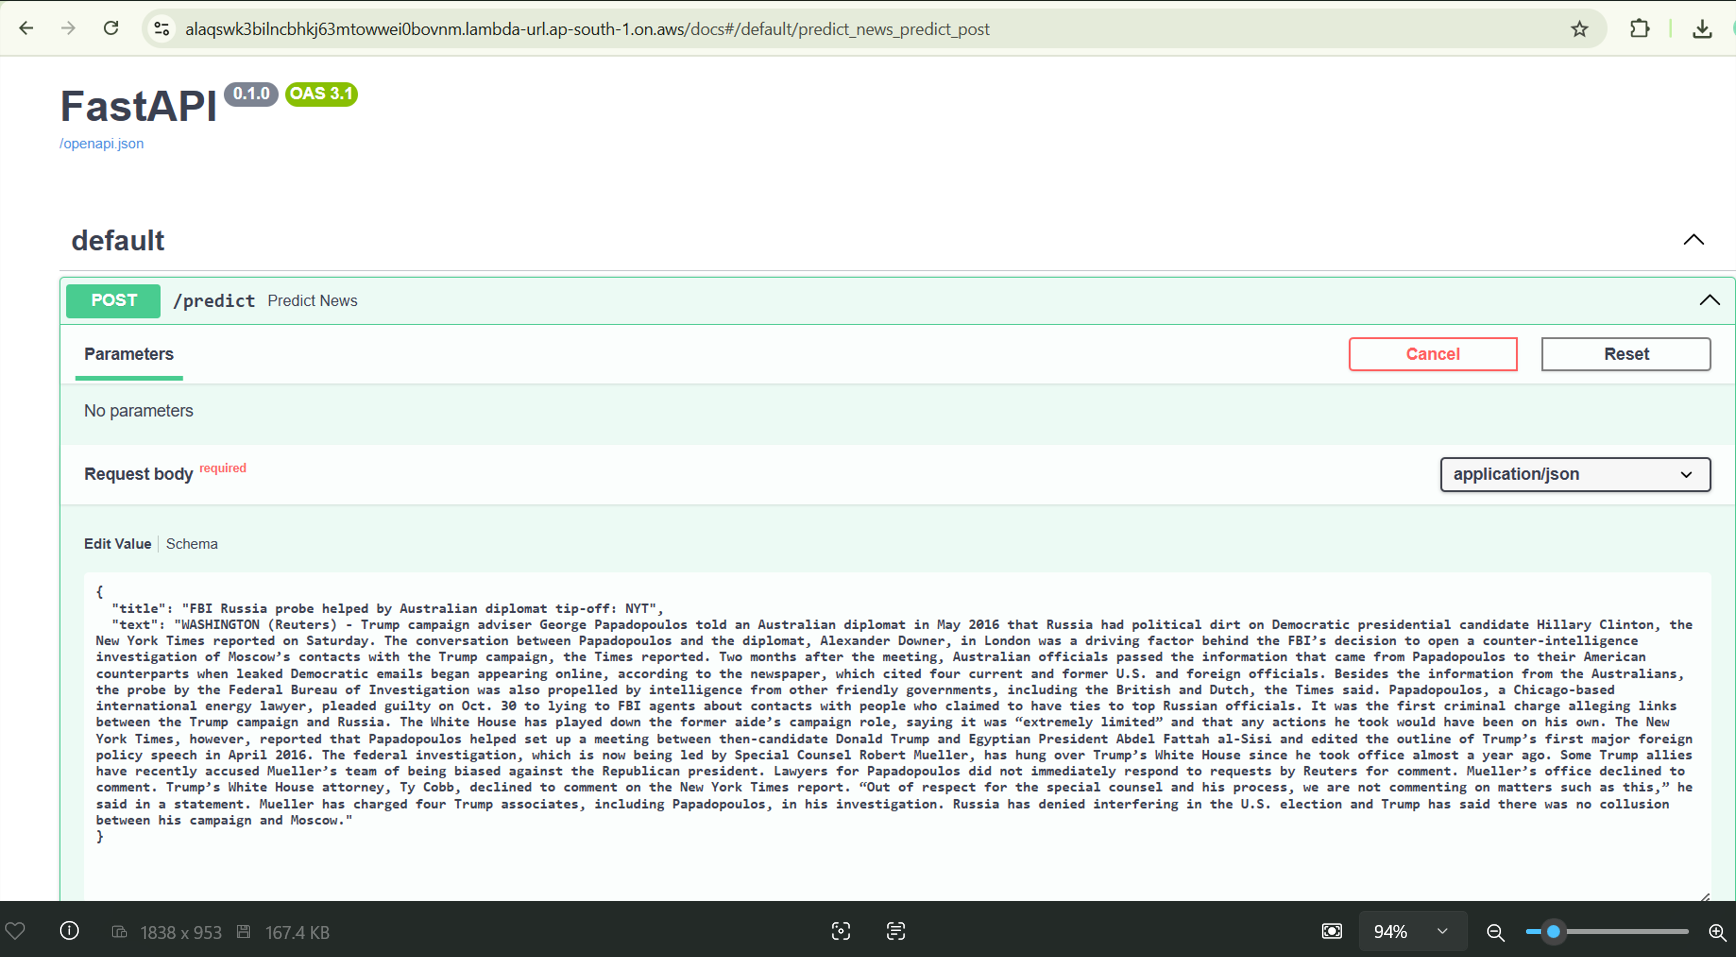 alaqswk3bilncbhkj63mtowwei0bovnm.lambda-url.ap-south-1.on.aws/docs#/default/predict_news_predict_post
FastAPI 0.1.0 OAS 3.1
/openapi.json
default
POST /predict Predict News
Parameters
Cancel
Reset
No parameters
Request body required
application/json
Edit Value Schema
{
"title": "FBI Russia probe helped by Australian diplomat tip-off: NYT",
"text": "WASHINGTON (Reuters) - Trump campaign adviser George Papadopoulos told an Australian diplomat in May 2016 that Russia had political dirt on Democratic presidential candidate Hillary Clinton, the
New York Times reported on Saturday. The conversation between Papadopoulos and the diplomat, Alexander Downer, in London was a driving factor behind the FBI’s decision to open a counter-intelligence
investigation of Moscow’s contacts with the Trump campaign, the Times reported. Two months after the meeting, Australian officials passed the information that came from Papadopoulos to their American
counterparts when leaked Democratic emails began appearing online, according to the newspaper, which cited four current and former U.S. and foreign officials. Besides the information from the Australians,
the probe by the Federal Bureau of Investigation was also propelled by intelligence from other friendly governments, including the British and Dutch, the Times said. Papadopoulos, a Chicago-based
international energy lawyer, pleaded guilty on Oct. 30 to lying to FBI agents about contacts with people who claimed to have ties to top Russian officials. It was the first criminal charge alleging links
between the Trump campaign and Russia. The White House has played down the former aide’s campaign role, saying it was “extremely limited” and that any actions he took would have been on his own. The New
York Times, however, reported that Papadopoulos helped set up a meeting between then-candidate Donald Trump and Egyptian President Abdel Fattah al-Sisi and edited the outline of Trump’s first major foreign
policy speech in April 2016. The federal investigation, which is now being led by Special Counsel Robert Mueller, has hung over Trump’s White House since he took office almost a year ago. Some Trump allies
have recently accused Mueller’s team of being biased against the Republican president. Lawyers for Papadopoulos did not immediately respond to requests by Reuters for comment. Mueller’s office declined to
comment. Trump’s White House attorney, Ty Cobb, declined to comment on the New York Times report. “Out of respect for the special counsel and his process, we are not commenting on matters such as this,” he
said in a statement. Mueller has charged four Trump associates, including Papadopoulos, in his investigation. Russia has denied interfering in the U.S. election and Trump has said there was no collusion
between his campaign and Moscow."
}
1838 x 953 167.4 KB
94%